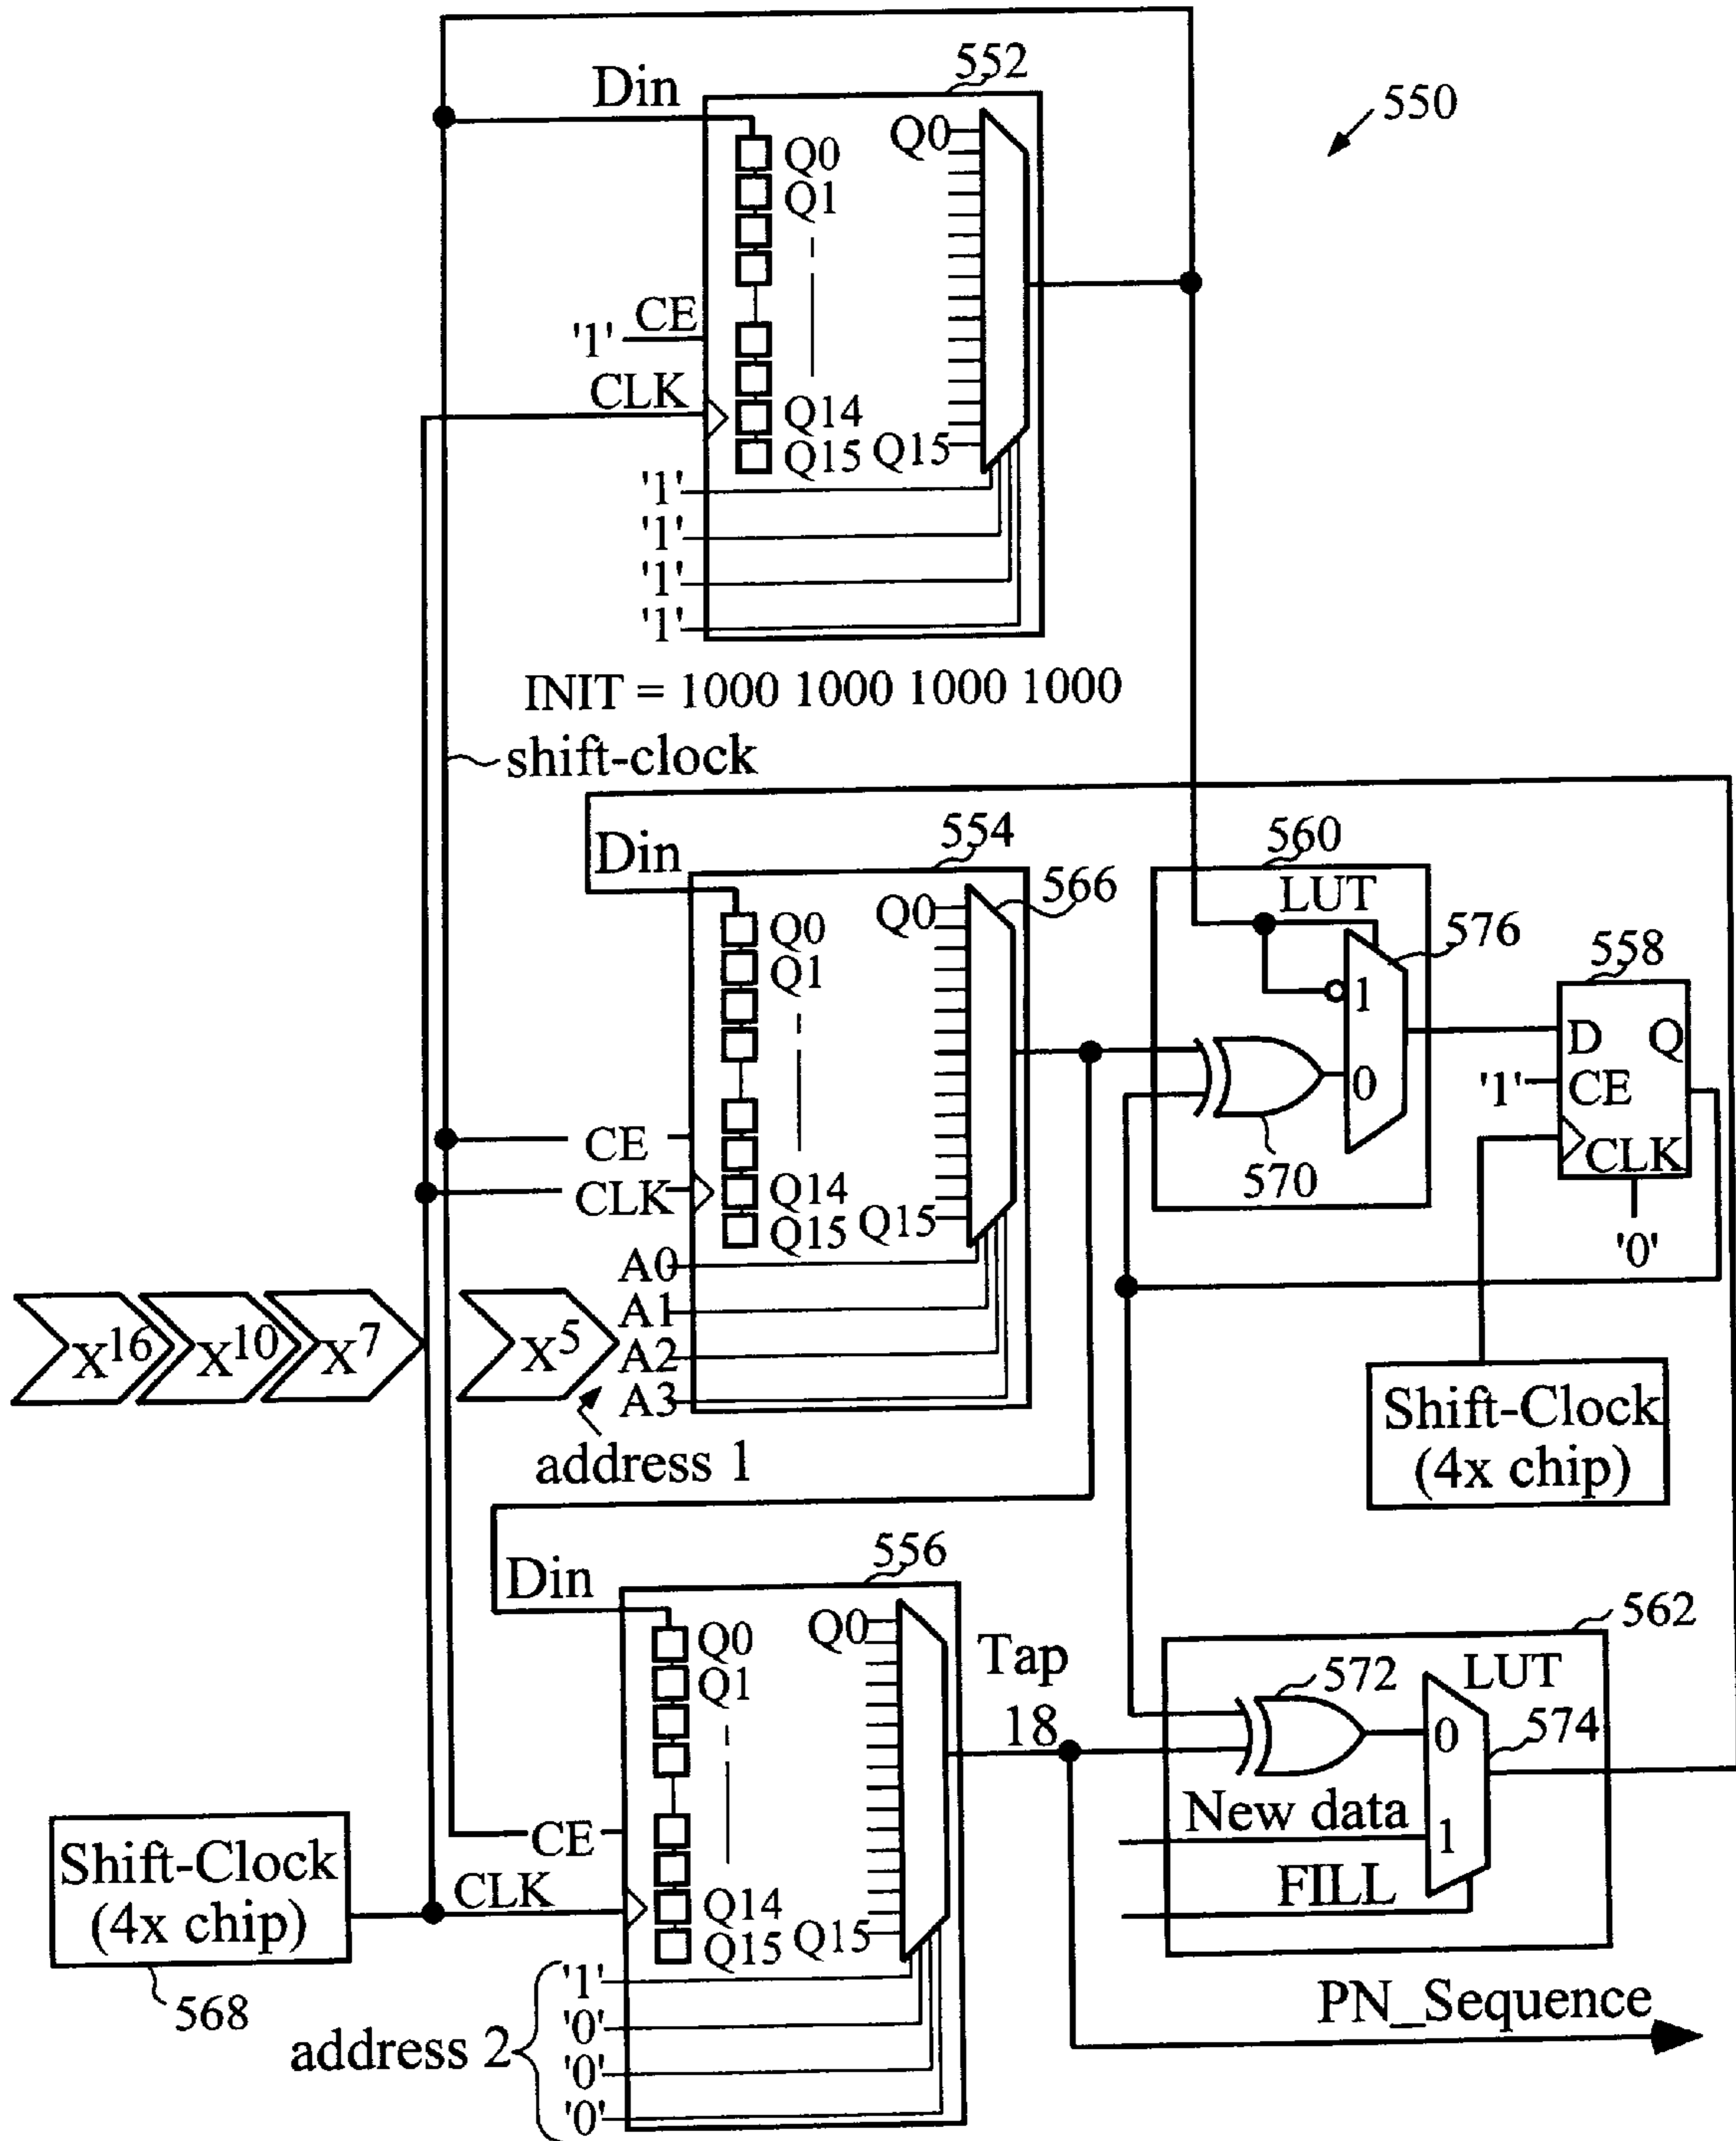 552
Din
550
Q0
Q0
Q1
CE
'1'
CLK
Q14
Q15
Q15
'1'
'1'
'1'
'1'
INIT = 1000 1000 1000 1000
shift-clock
554
560
Din
566
LUT
Q0
576
Q0
558
Q1
1
D Q
'1' CE
0
CE
CLK
570
CLK
Q14
Q15
Q15
'0'
A0
A1
X16 X10 X7 X5
A2
A3
Shift-Clock
(4x chip)
address 1
556
Din
562
Q0
Q0
Tap
572
LUT
Q1
18
0
574
New data
1
CE
Shift-Clock
(4x chip)
FILL
CLK
Q14
Q15
Q15
'1'
568
PN_Sequence
'0'
address 2
'0'
'0'